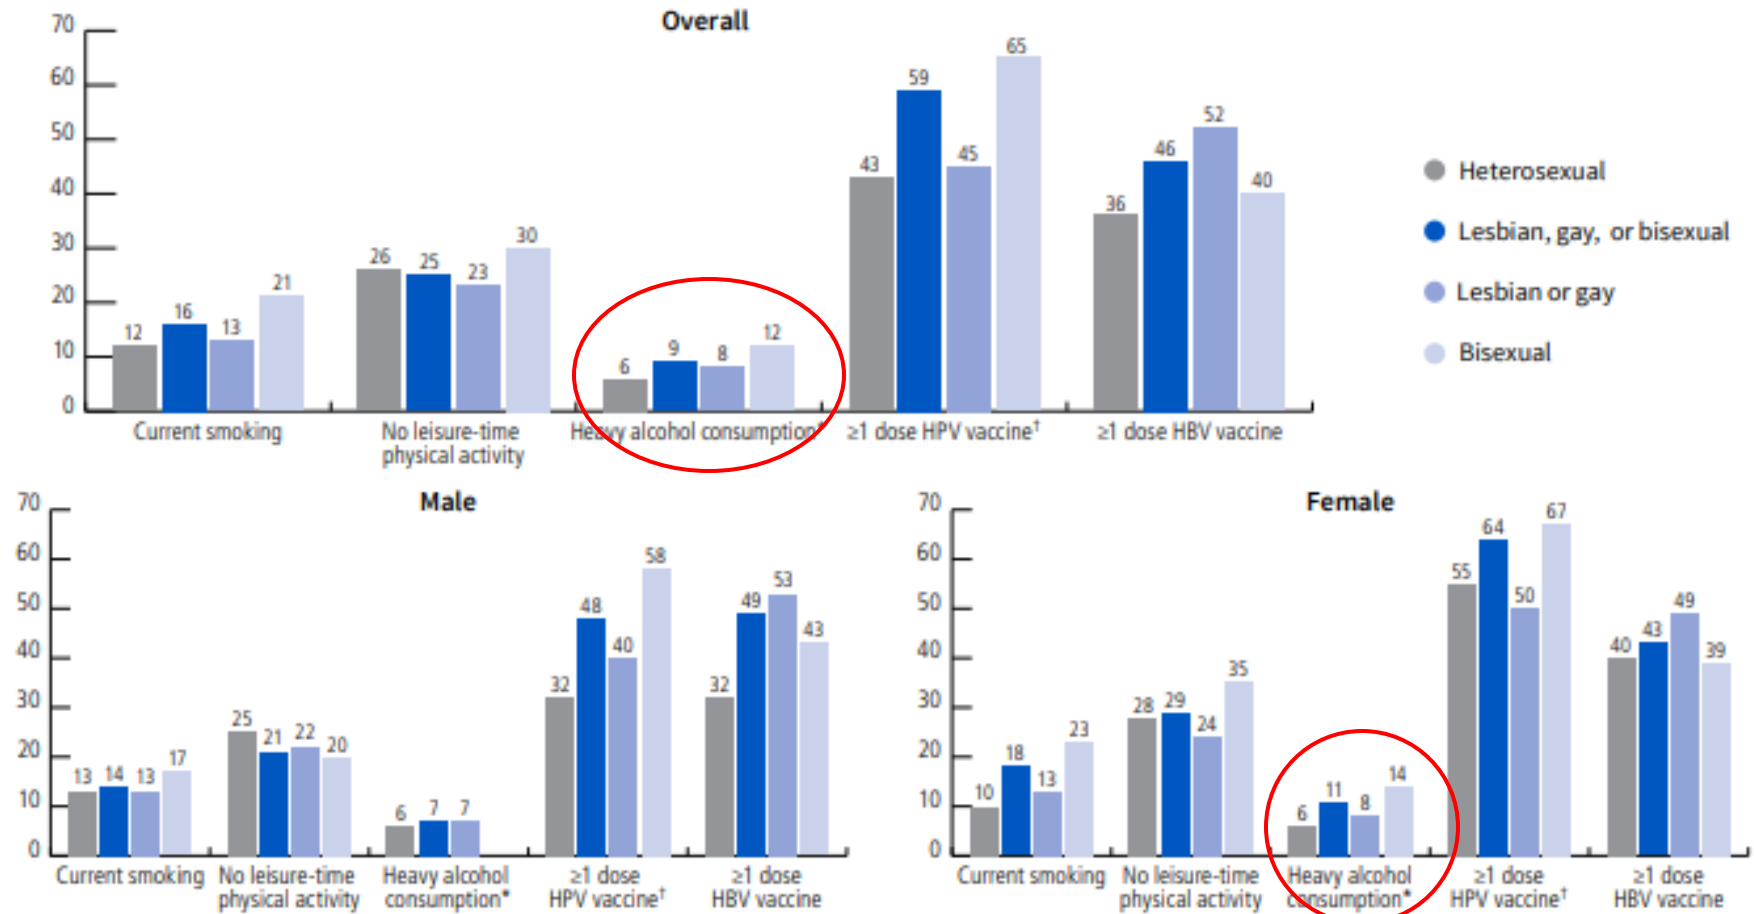 Overall
70
60
50
40
30
20
10
0
12 16 13 21
26 25 23 30
6 9 8 12
43 59 45 65
36 46 52 40
Current smoking
No leisure-time
physical activity
Heavy alcohol consumption*
≥1 dose HPV vaccine†
≥1 dose HBV vaccine
Heterosexual
Lesbian, gay, or bisexual
Lesbian or gay
Bisexual
Male
70
60
50
40
30
20
10
0
13 14 13 17
25 21 22 20
6 7 7
32 48 40 58
32 49 53 43
Current smoking
No leisure-time
physical activity
Heavy alcohol
consumption*
≥1 dose
HPV vaccine†
≥1 dose
HBV vaccine
Female
70
60
50
40
30
20
10
0
10 18 13 23
28 29 24 35
6 11 8 14
55 64 50 67
40 43 49 39
Current smoking
No leisure-time
physical activity
Heavy alcohol
consumption*
≥1 dose
HPV vaccine†
≥1 dose
HBV vaccine